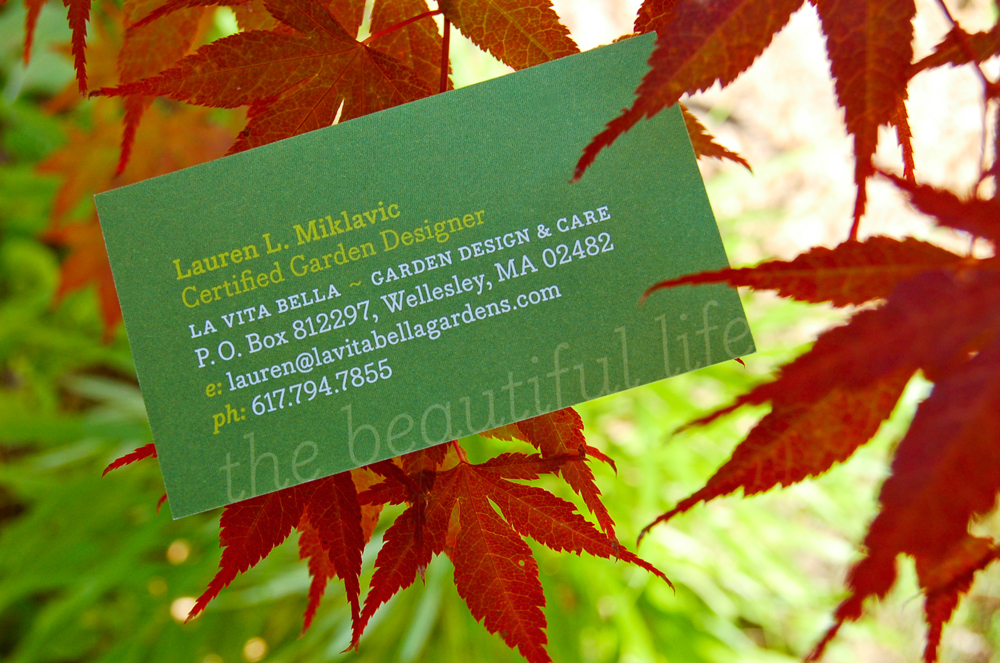 Lauren L. Miklavic
Certified Garden Designer
LA VITA BELLA ~ GARDEN DESIGN & CARE
P.O. Box 812297, Wellesley, MA 02482
e: lauren@lavitabellagardens.com
ph: 617.794.7855
the beautiful life